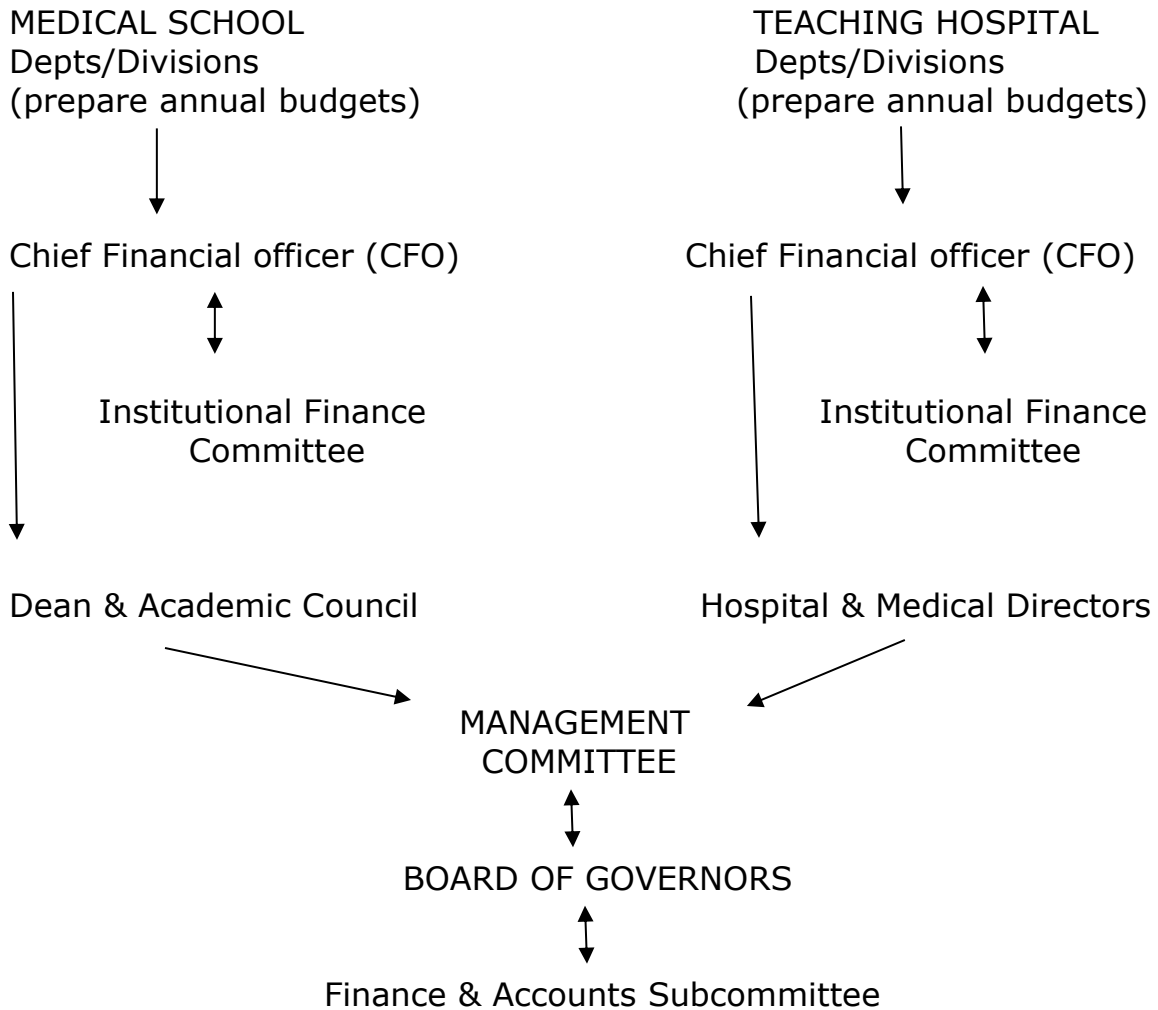 MEDICAL SCHOOL
Depts/Divisions
(prepare annual budgets)
TEACHING HOSPITAL
Depts/Divisions
(prepare annual budgets)
Chief Financial officer (CFO)
Chief Financial officer (CFO)
Institutional Finance
Committee
Institutional Finance
Committee
Dean & Academic Council
Hospital & Medical Directors
MANAGEMENT
COMMITTEE
BOARD OF GOVERNORS
Finance & Accounts Subcommittee